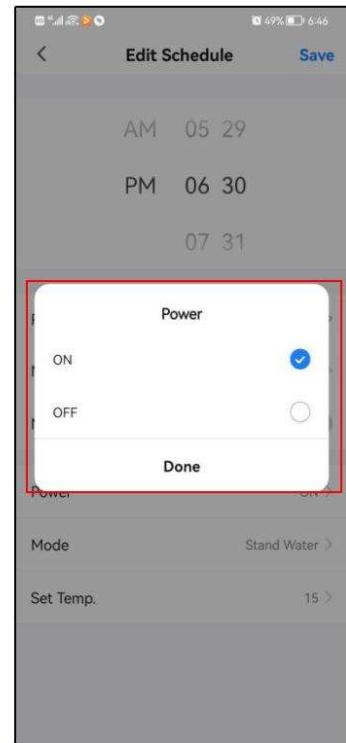 49% 6:46
Edit Schedule Save
AM 05 29
PM 06 30
07 31
Power
ON
OFF
Done
Power ON
Mode Stand Water
Set Temp. 15